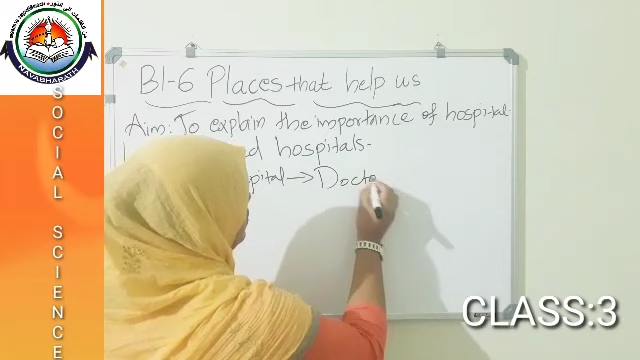 NAVABHARATH
SOCIAL SCIENCE
Bl-6 Places that help us
Aim: To explain the importance of hospital
hospitals-
pital → Docto
CLASS:3